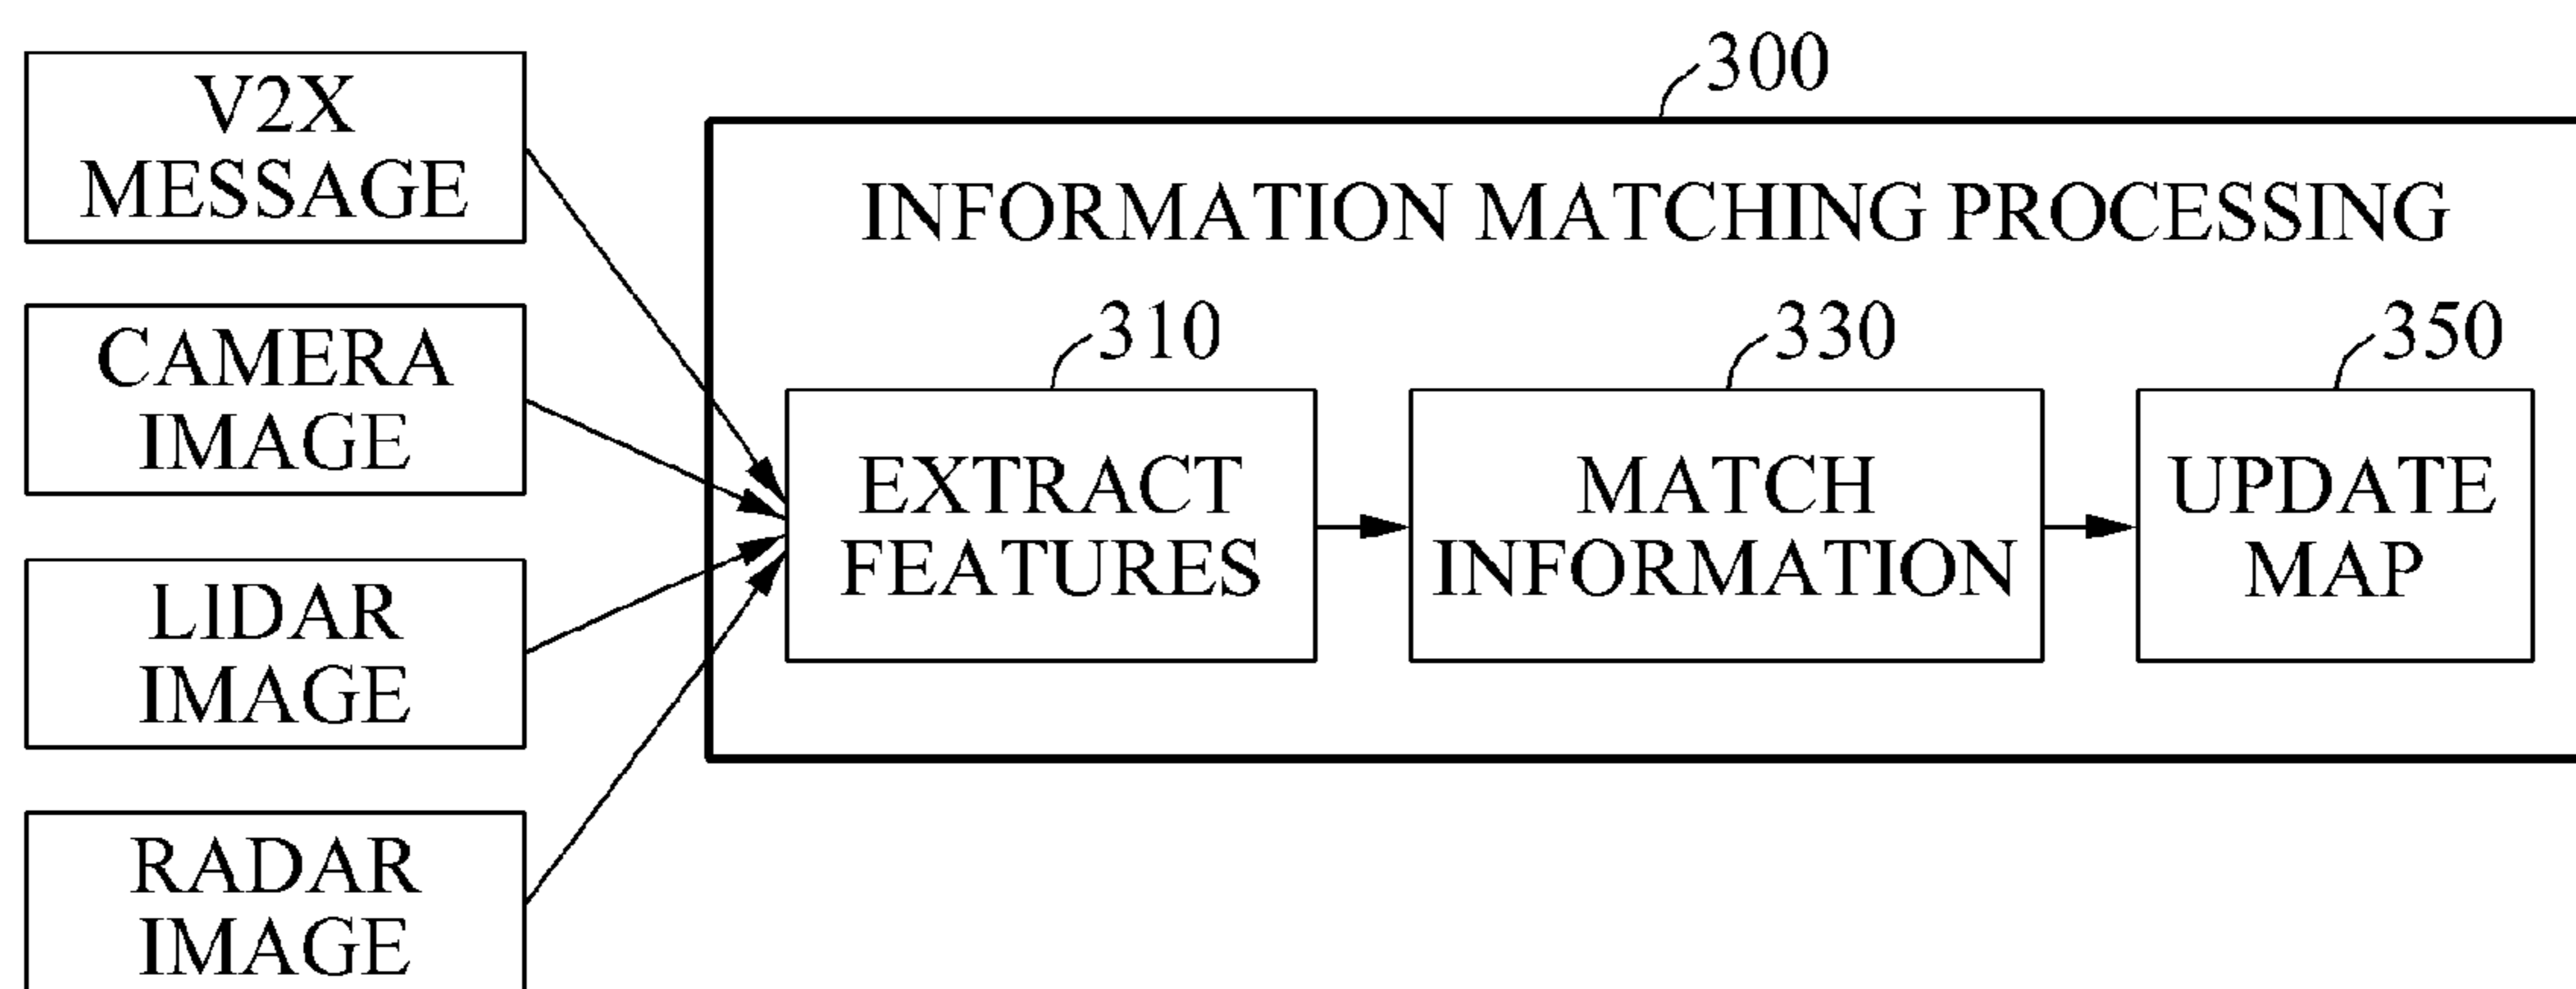 V2X
MESSAGE
CAMERA
IMAGE
LIDAR
IMAGE
RADAR
IMAGE
300
INFORMATION MATCHING PROCESSING
310
EXTRACT
FEATURES
330
MATCH
INFORMATION
350
UPDATE
MAP